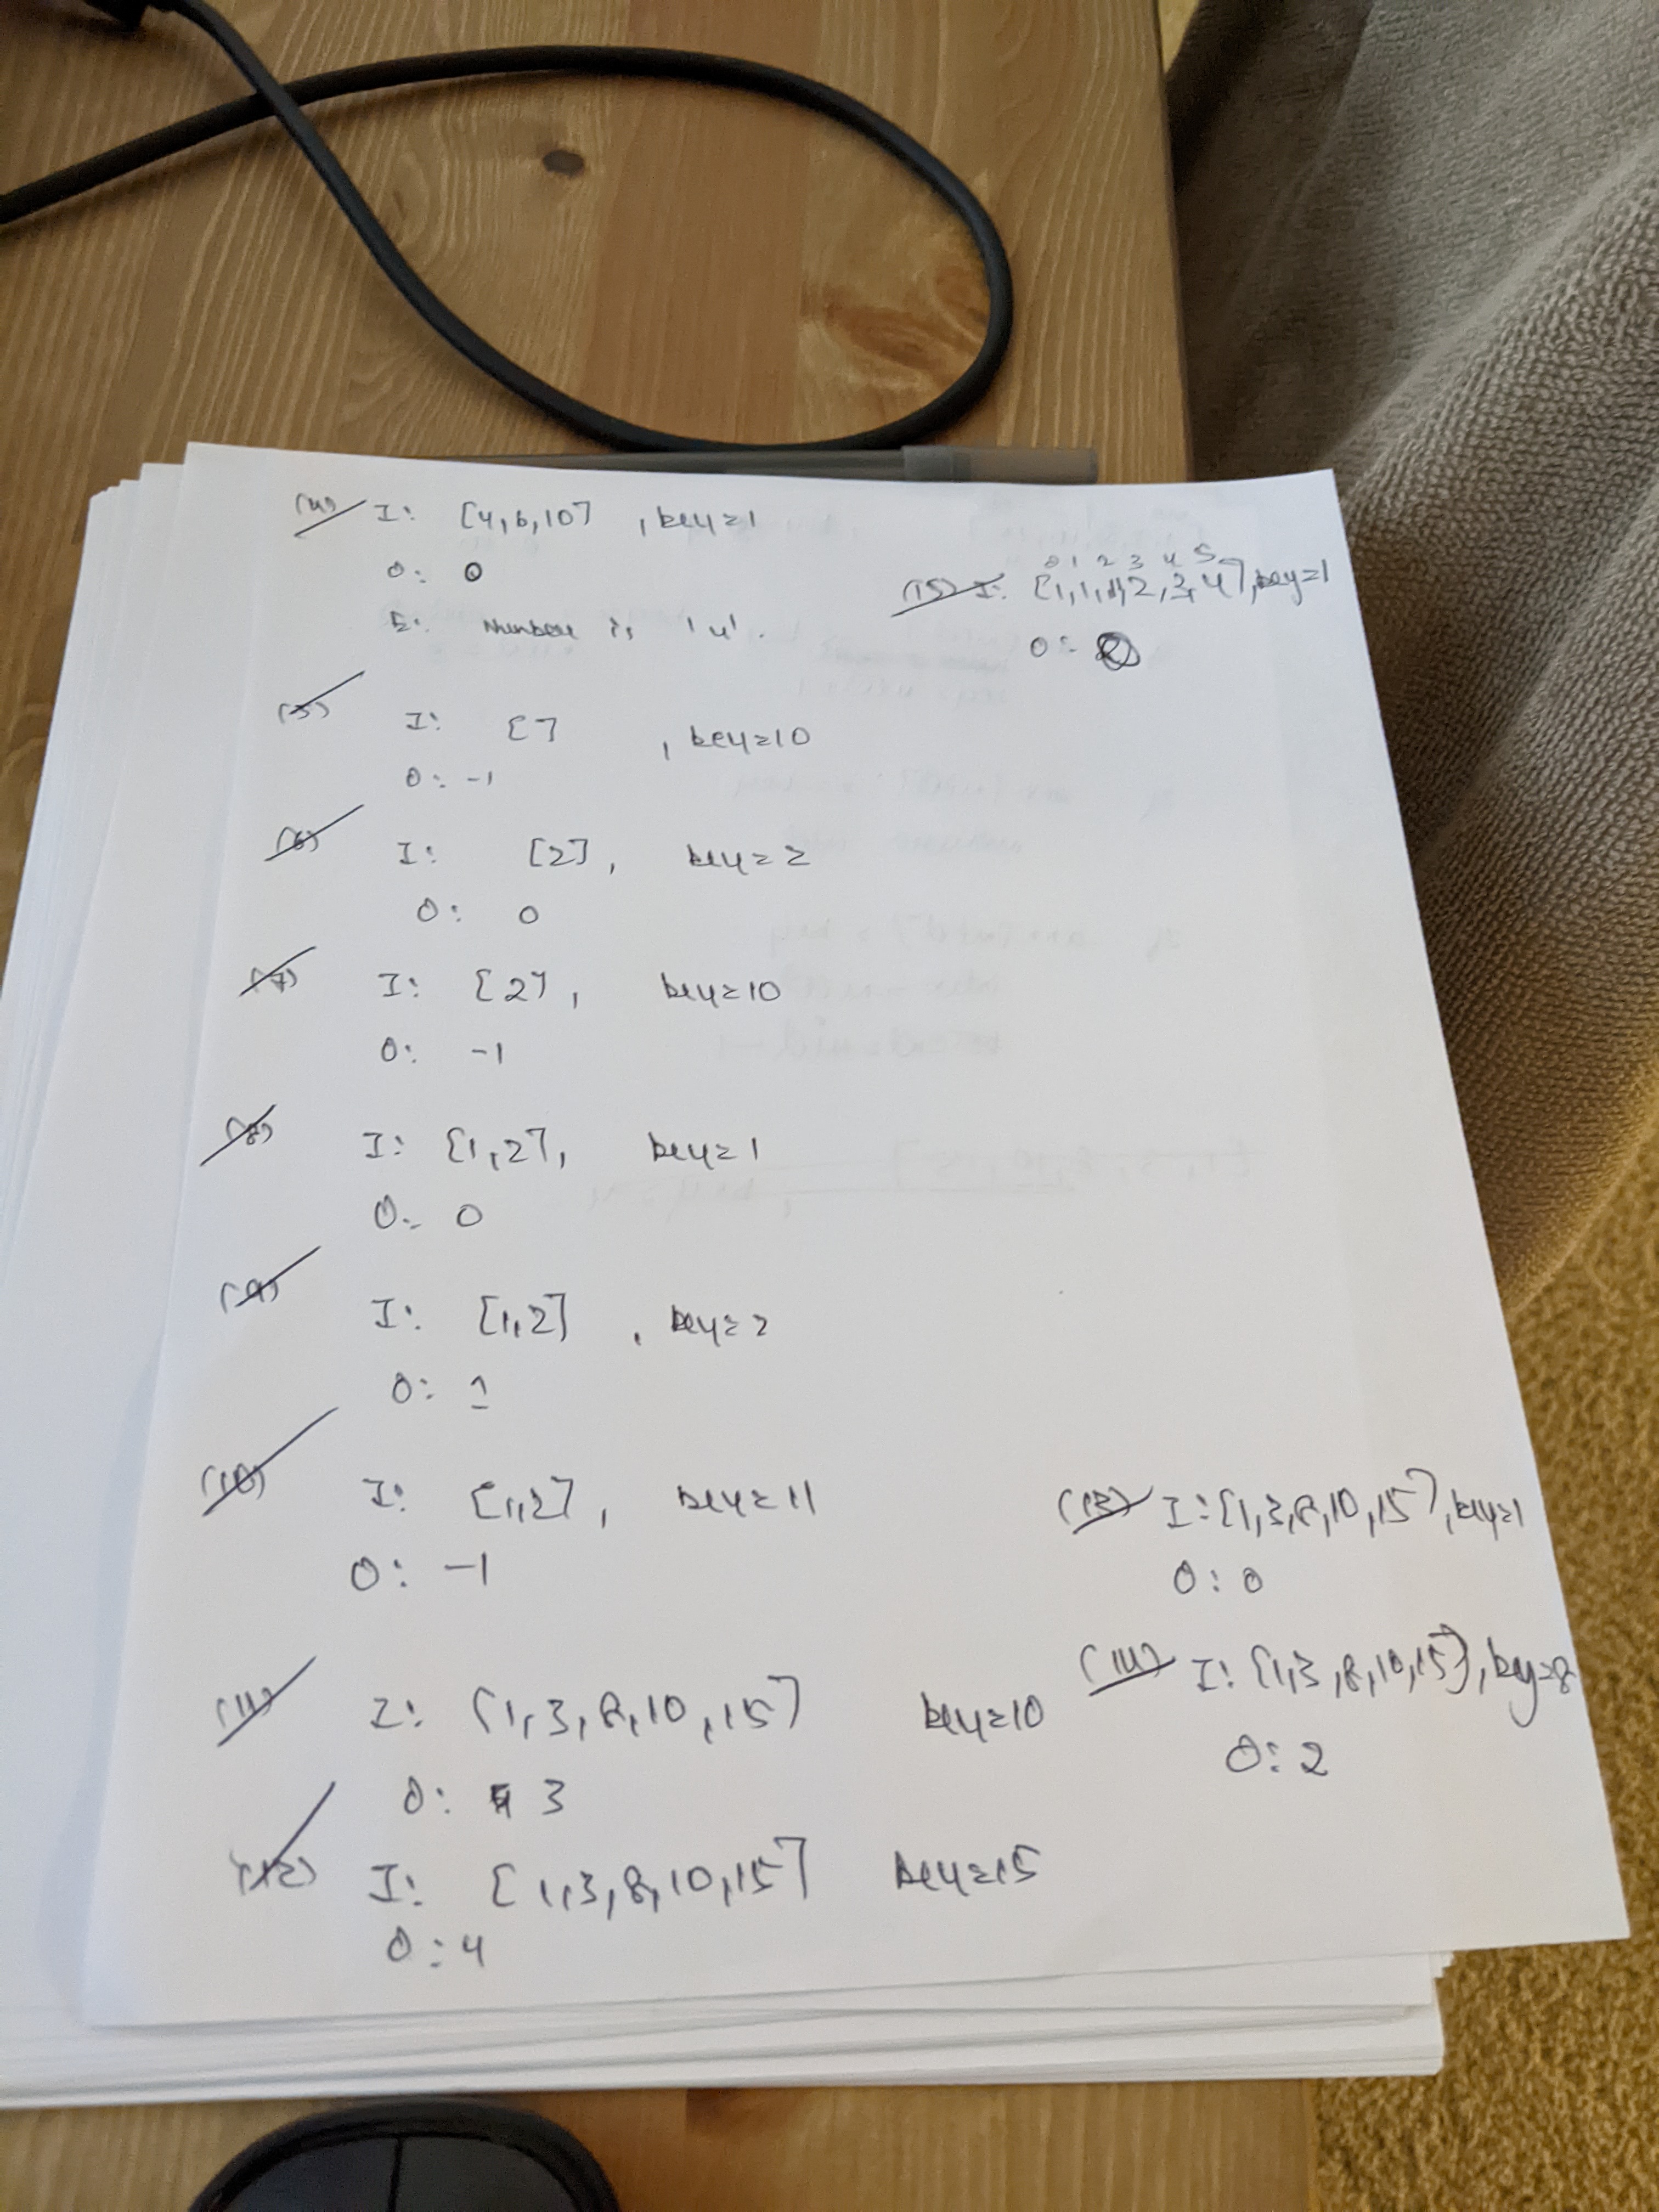 (4) I: [4,6,10] , key=1
O: 0
E: Number is '4'.
(15) I: [1,1,1,2,3,4], key=1
0 1 2 3 4 5
O:
(5) I: [] , key=10
O: -1
(6) I: [2], key=2
O: 0
(7) I: [2], key=10
O: -1
(8) I: [1,2], key=1
O: 0
(9) I: [1,2] , key=2
O: 1
(10) I: [1,2], key=11
O: -1
(11) I: [1,3,8,10,15] key=10
O: 3
(12) I: [1,3,8,10,15] key=15
O: 4
(13) I: [1,3,8,10,15], key=1
O: 0
(14) I: [1,3,8,10,15], key=8
O: 2